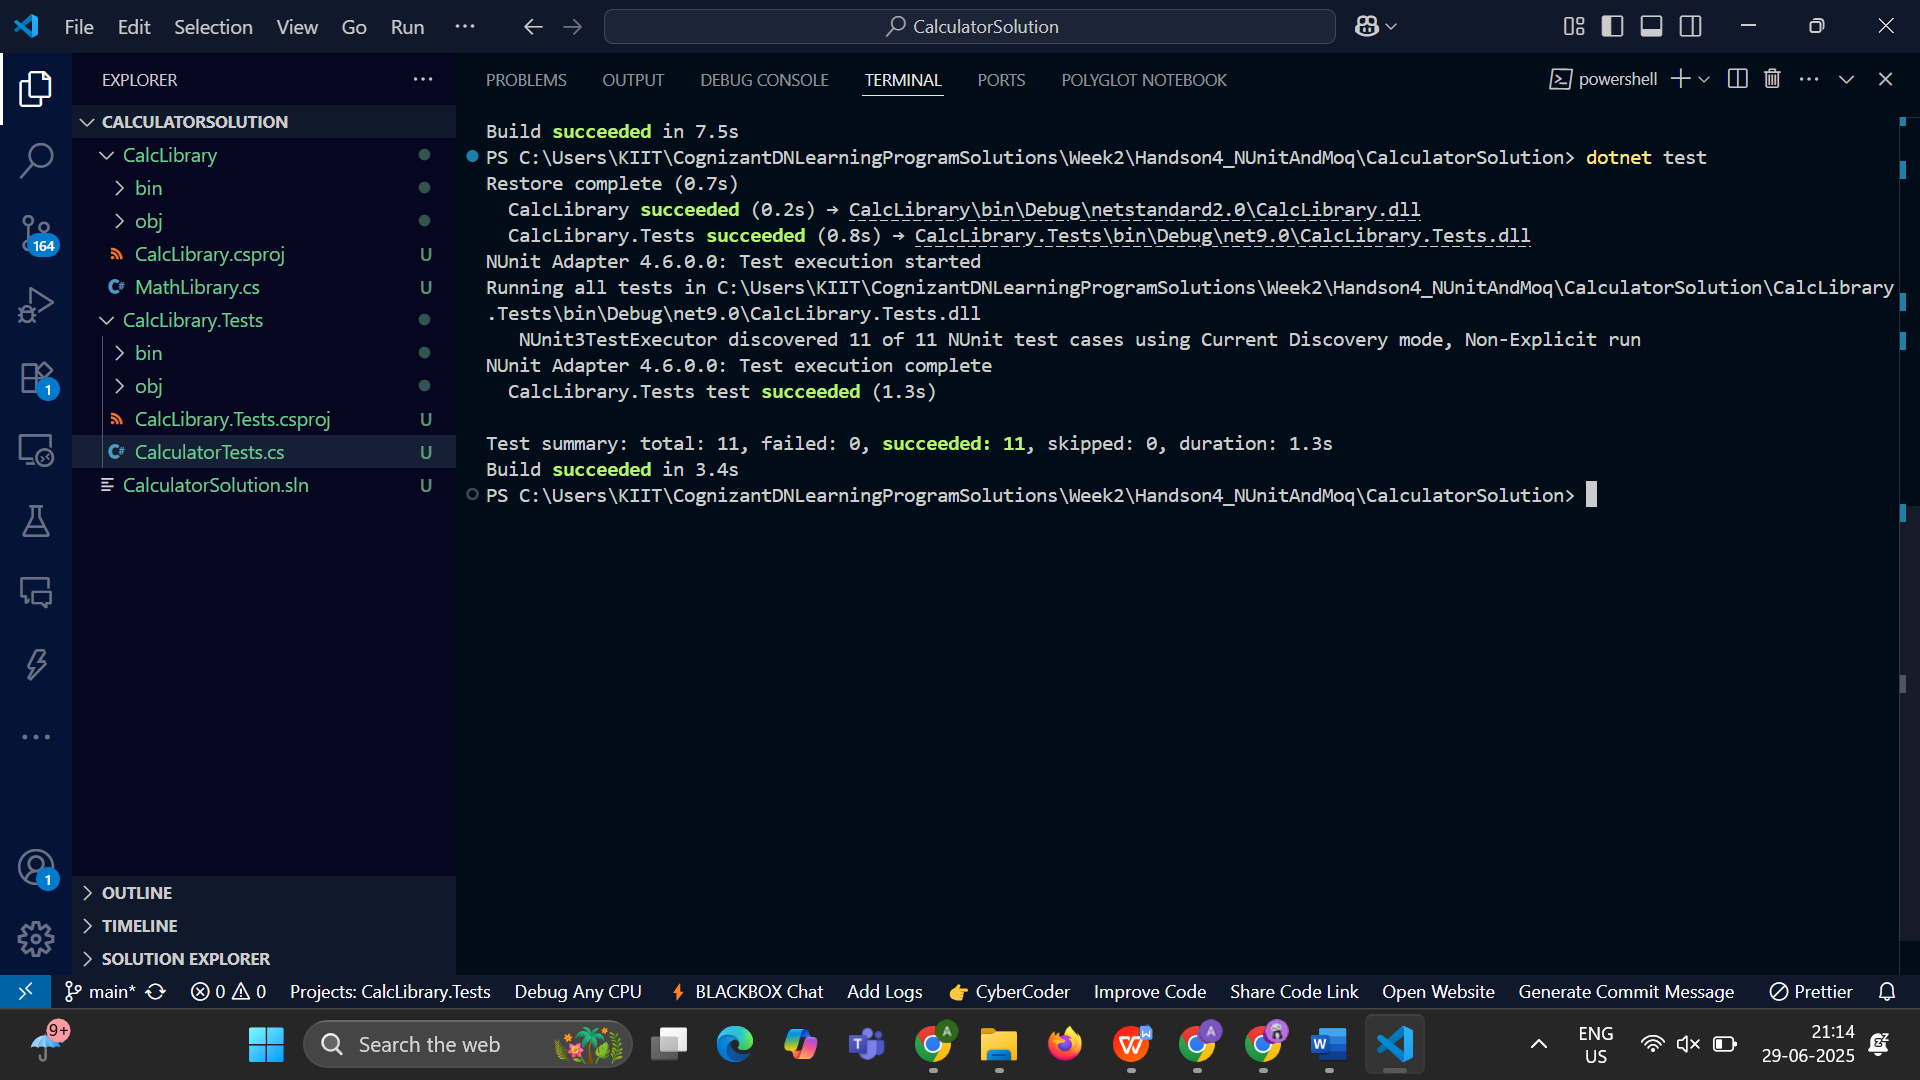 File Edit Selection View Go Run ··· CalculatorSolution
EXPLORER
CALCULATORSOLUTION
CalcLibrary
bin
obj
CalcLibrary.csproj U
MathLibrary.cs U
CalcLibrary.Tests
bin
obj
CalcLibrary.Tests.csproj U
CalculatorTests.cs U
CalculatorSolution.sln U
OUTLINE
TIMELINE
SOLUTION EXPLORER
164
1
1
PROBLEMS OUTPUT DEBUG CONSOLE TERMINAL PORTS POLYGLOT NOTEBOOK powershell
Build succeeded in 7.5s
PS C:\Users\KIIT\CognizantDNLearningProgramSolutions\Week2\Handson4_NUnitAndMoq\CalculatorSolution> dotnet test
Restore complete (0.7s)
CalcLibrary succeeded (0.2s) → CalcLibrary\bin\Debug\netstandard2.0\CalcLibrary.dll
CalcLibrary.Tests succeeded (0.8s) → CalcLibrary.Tests\bin\Debug\net9.0\CalcLibrary.Tests.dll
NUnit Adapter 4.6.0.0: Test execution started
Running all tests in C:\Users\KIIT\CognizantDNLearningProgramSolutions\Week2\Handson4_NUnitAndMoq\CalculatorSolution\CalcLibrary
.Tests\bin\Debug\net9.0\CalcLibrary.Tests.dll
NUnit3TestExecutor discovered 11 of 11 NUnit test cases using Current Discovery mode, Non-Explicit run
NUnit Adapter 4.6.0.0: Test execution complete
CalcLibrary.Tests test succeeded (1.3s)
Test summary: total: 11, failed: 0, succeeded: 11, skipped: 0, duration: 1.3s
Build succeeded in 3.4s
PS C:\Users\KIIT\CognizantDNLearningProgramSolutions\Week2\Handson4_NUnitAndMoq\CalculatorSolution>
main* 0 0 Projects: CalcLibrary.Tests Debug Any CPU BLACKBOX Chat Add Logs CyberCoder Improve Code Share Code Link Open Website Generate Commit Message Prettier
9+ Search the web T A W A W ENG 21:14
US 29-06-2025